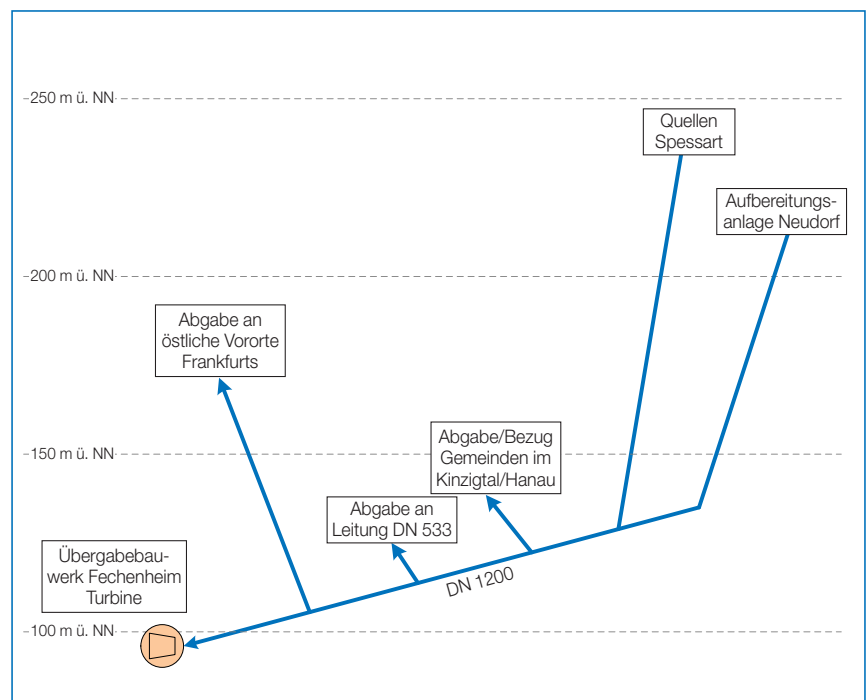 250 m ü. NN
Quellen
Spessart
Aufbereitungs-
anlage Neudorf
200 m ü. NN
Abgabe an
östliche Vororte
Frankfurts
150 m ü. NN
Abgabe/Bezug
Gemeinden im
Kinzigtal/Hanau
Abgabe an
Leitung DN 533
Übergabebau-
werk Fechenheim
Turbine
DN 1200
100 m ü. NN